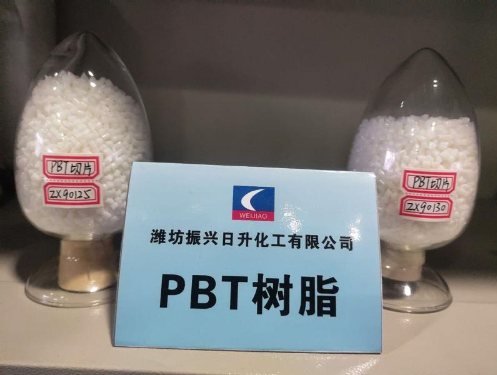 PBT切片
ZX90125
PBT切片
ZX90130
WEIJIAO
潍坊振兴日升化工有限公司
PBT树脂